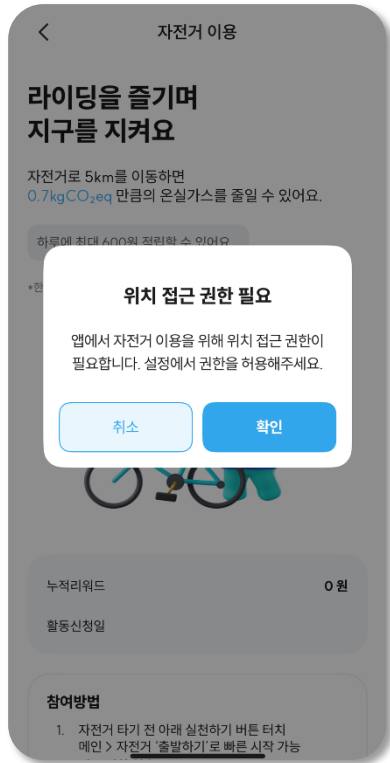 자전거 이용
라이딩을 즐기며
지구를 지켜요
자전거로 5km를 이동하면
0.7kgCO₂eq 만큼의 온실가스를 줄일 수 있어요.
하루에 최대 600원 적립할 수 있어요
*한
위치 접근 권한 필요
앱에서 자전거 이용을 위해 위치 접근 권한이
필요합니다. 설정에서 권한을 허용해주세요.
취소 확인
누적리워드 0 원
활동신청일
참여방법
1. 자전거 타기 전 아래 실천하기 버튼 터치
메인 > 자전거 '출발하기'로 빠른 시작 가능